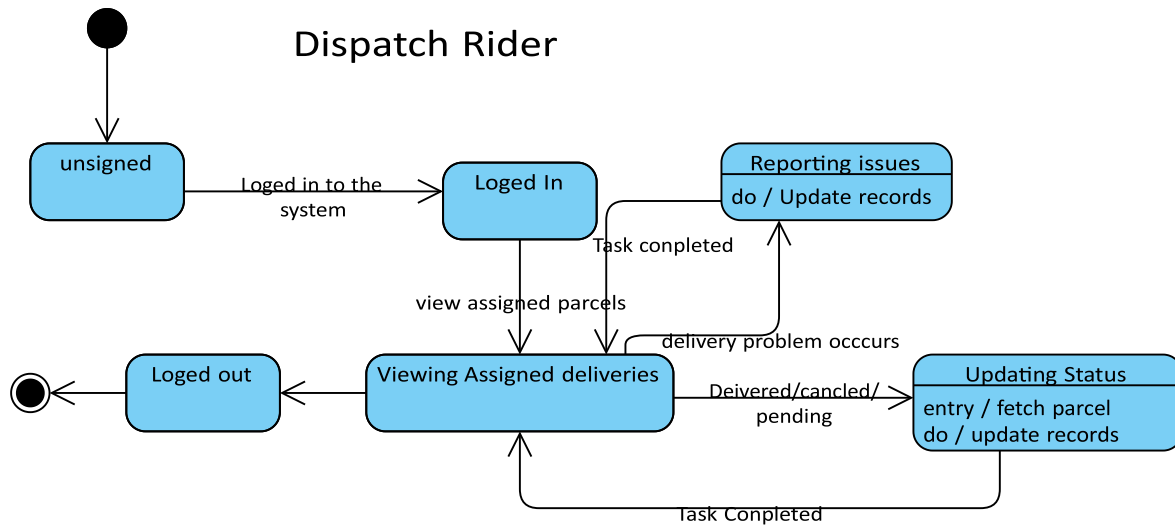 Dispatch Rider
unsigned
Loged in to the
system
Loged In
Reporting issues
do / Update records
Task conpleted
view assigned parcels
delivery problem occcurs
Loged out
Viewing Assigned deliveries
Deivered/cancled/
pending
Updating Status
entry / fetch parcel
do / update records
Task Completed